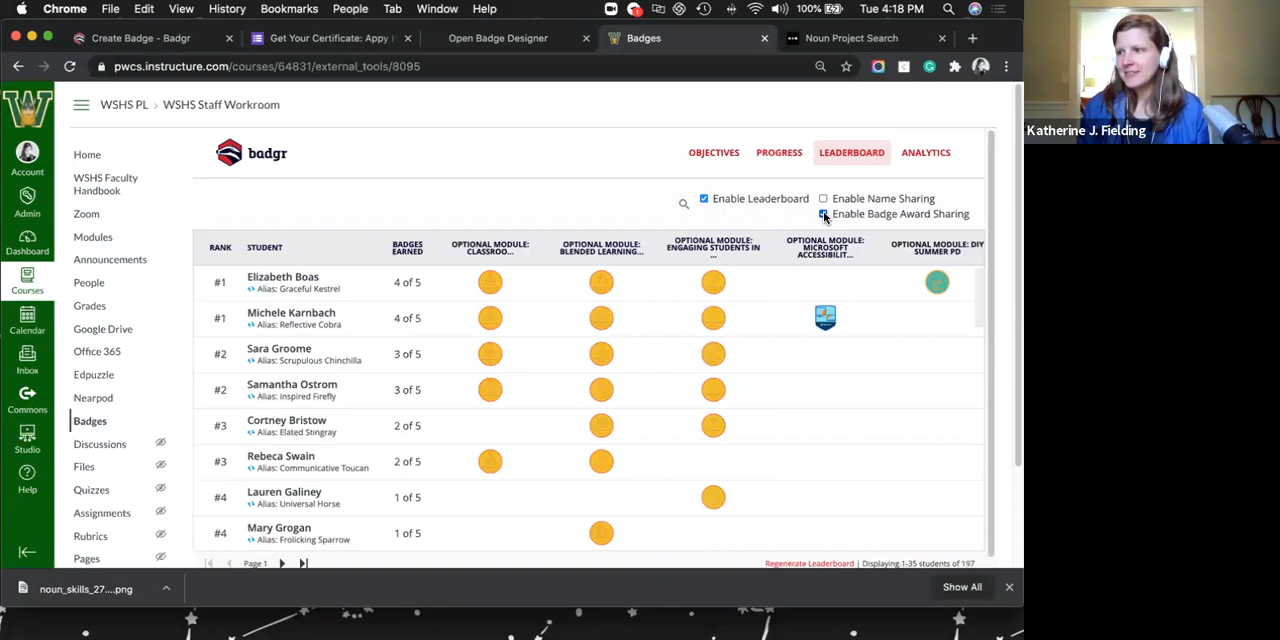 Chrome File Edit View History Bookmarks People Tab Window Help 100% Tue 4:18 PM
Create Badge - Badgr Get Your Certificate: Appy H Open Badge Designer Badges Noun Project Search
pwcs.instructure.com/courses/64831/external_tools/8095
Katherine J. Fielding
WSHS PL > WSHS Staff Workroom
Account
Admin
Dashboard
Courses
Calendar
Inbox
Commons
Studio
Help
Home
WSHS Faculty
Handbook
Zoom
Modules
Announcements
People
Grades
Google Drive
Office 365
Edpuzzle
Nearpod
Badges
Discussions
Files
Quizzes
Assignments
Rubrics
Pages
badgr OBJECTIVES PROGRESS LEADERBOARD ANALYTICS
Enable Leaderboard Enable Name Sharing
Enable Badge Award Sharing
RANK STUDENT BADGES EARNED OPTIONAL MODULE: CLASSROO... OPTIONAL MODULE: BLENDED LEARNING... OPTIONAL MODULE: ENGAGING STUDENTS IN ... OPTIONAL MODULE: MICROSOFT ACCESSIBILIT... OPTIONAL MODULE: DIY SUMMER PD
#1 Elizabeth Boas 4 of 5
Alias: Graceful Kestrel
#1 Michele Karnbach 4 of 5
Alias: Reflective Cobra
#2 Sara Groome 3 of 5
Alias: Scrupulous Chinchilla
#2 Samantha Ostrom 3 of 5
Alias: Inspired Firefly
#3 Cortney Bristow 2 of 5
Alias: Elated Stingray
#3 Rebeca Swain 2 of 5
Alias: Communicative Toucan
#4 Lauren Galiney 1 of 5
Alias: Universal Horse
#4 Mary Grogan 1 of 5
Alias: Frolicking Sparrow
Page 1 Regenerate Leaderboard | Displaying 1-35 students of 197
noun_skills_27....png Show All